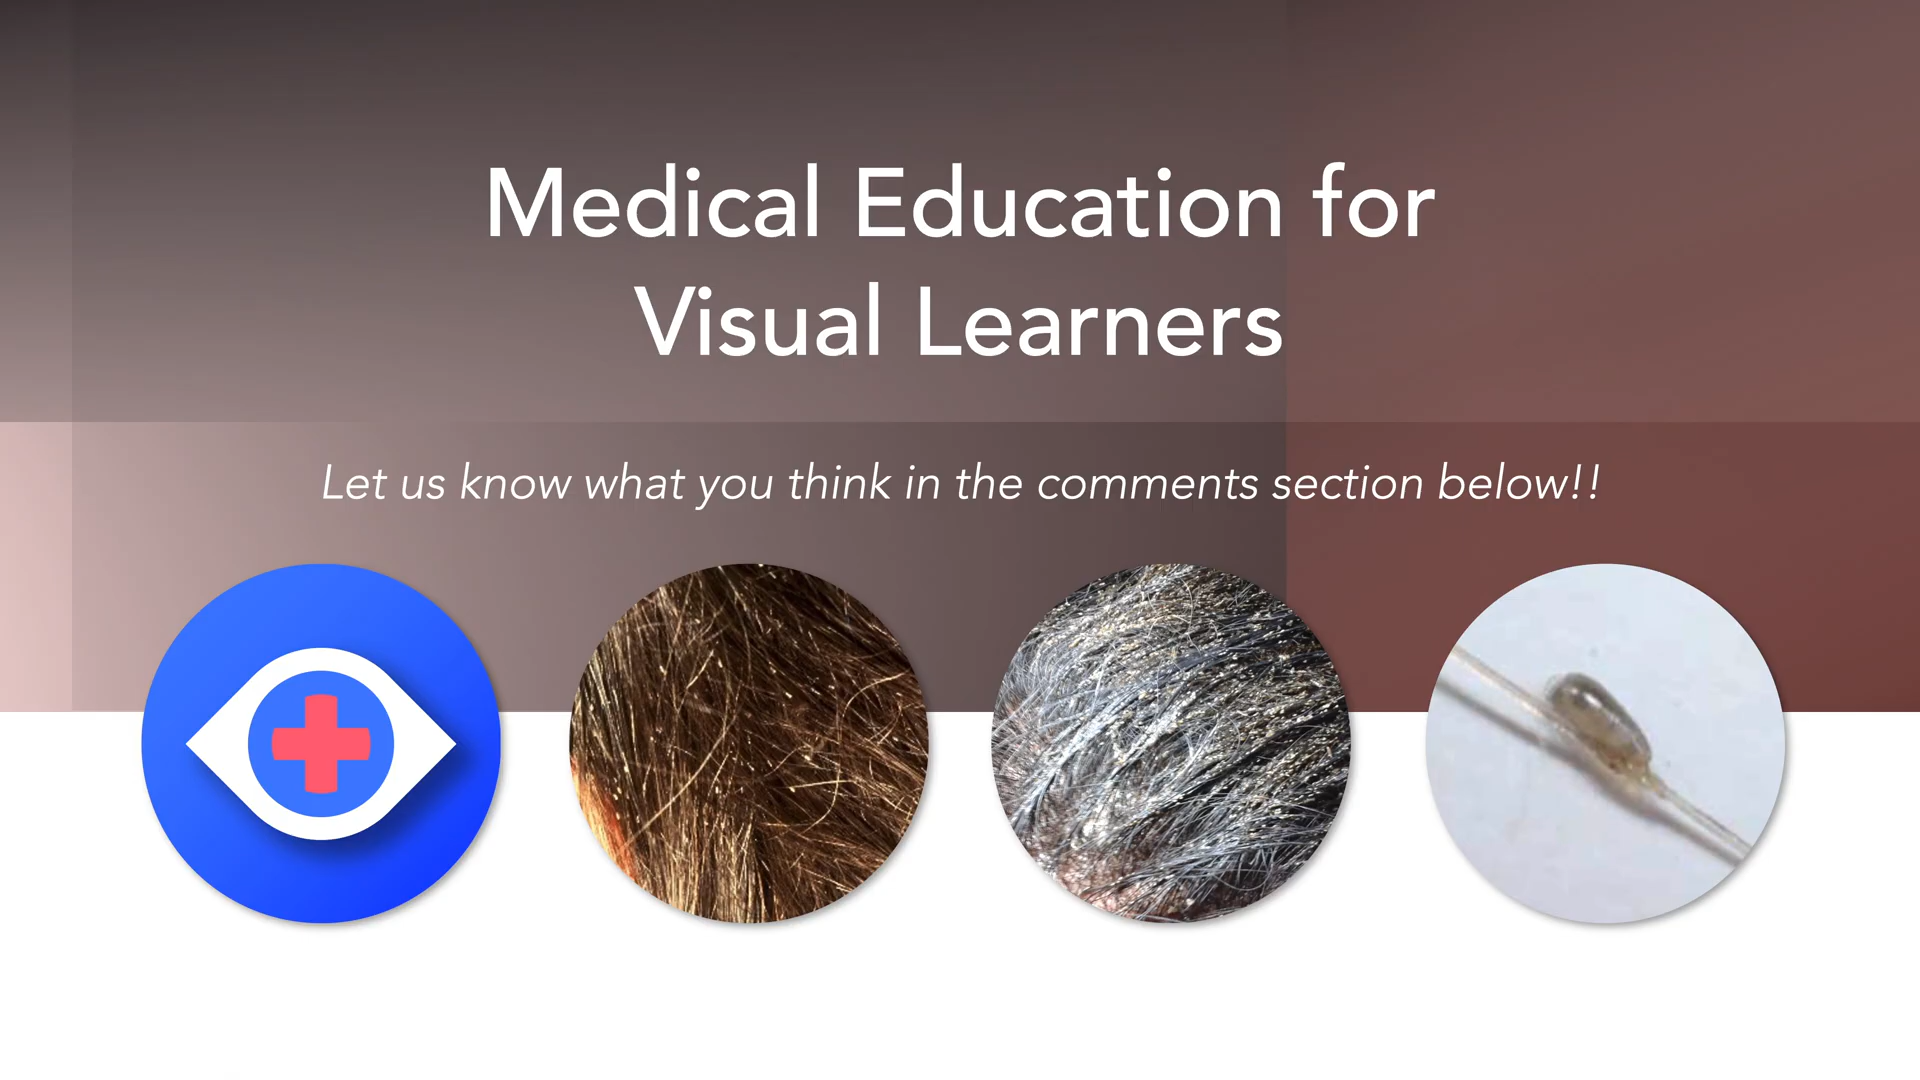 Medical Education for
Visual Learners
Let us know what you think in the comments section below!!